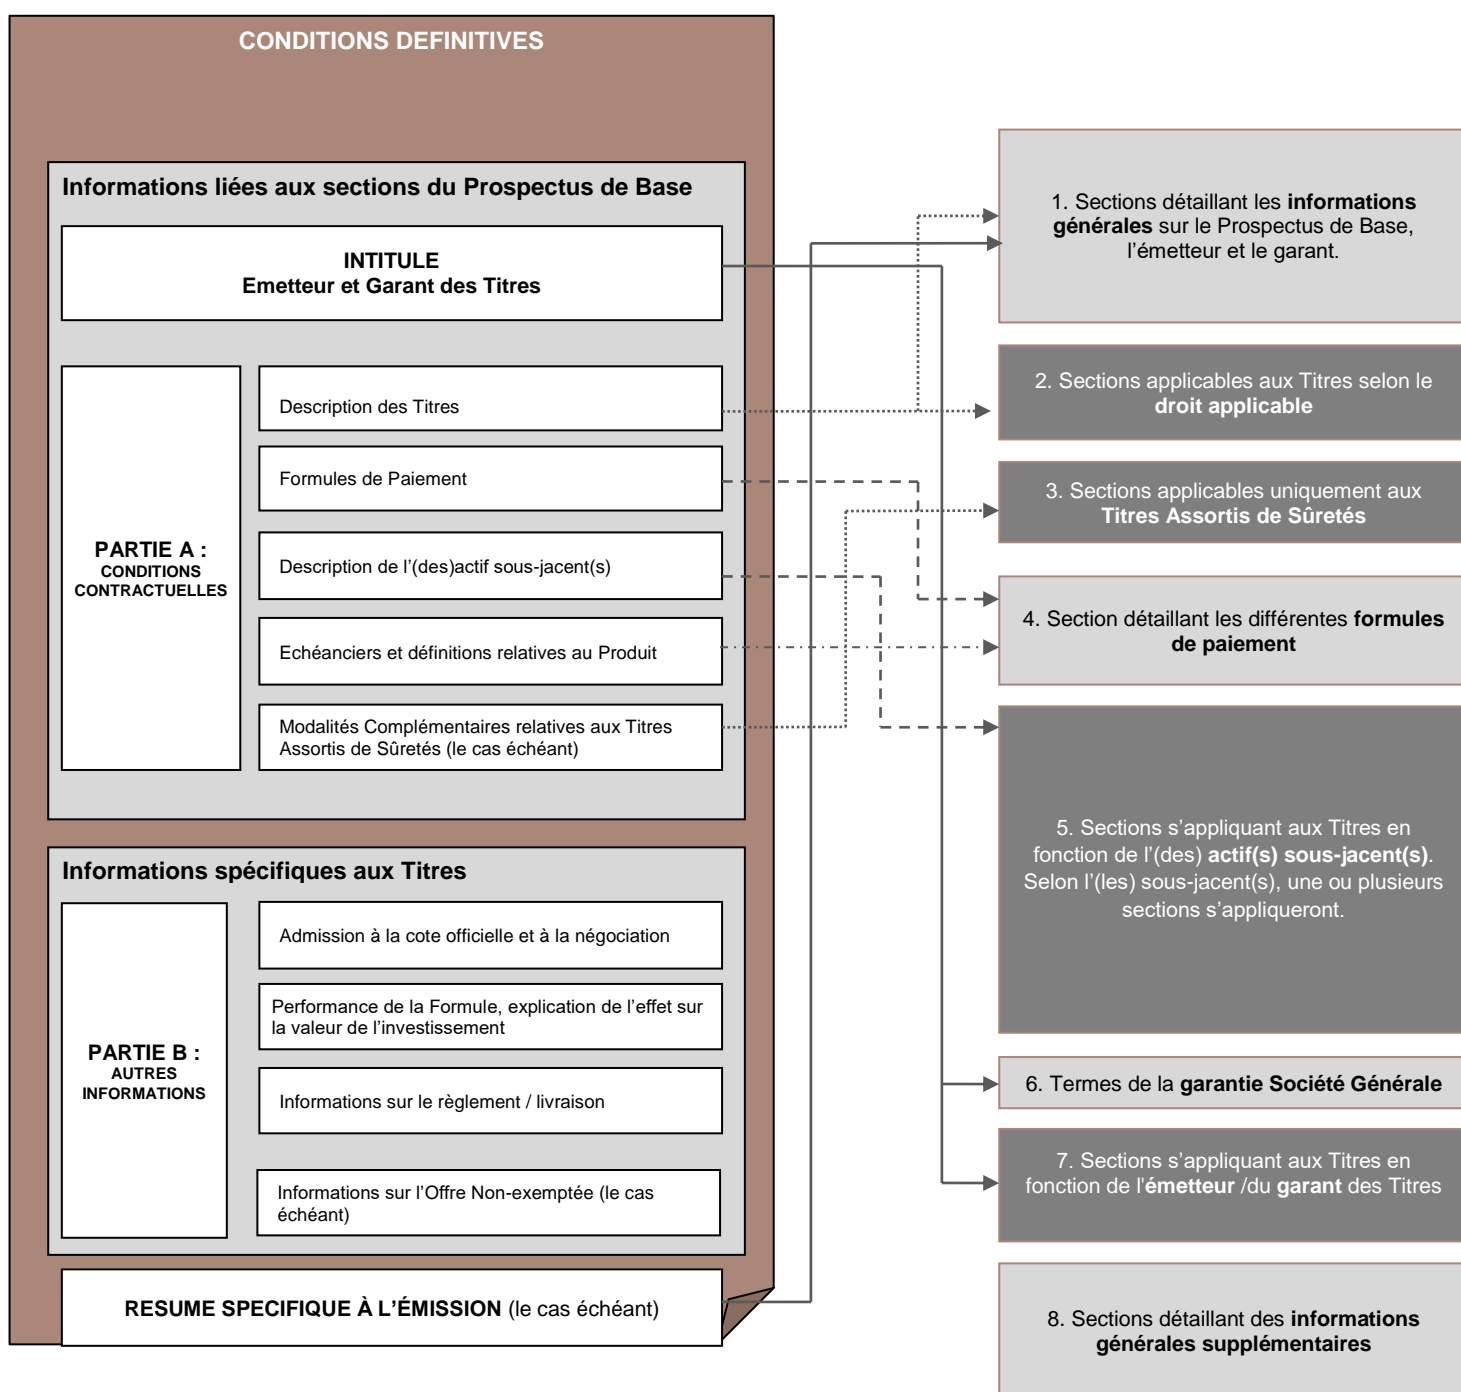 CONDITIONS DEFINITIVES
Informations liées aux sections du Prospectus de Base
INTITULE
Emetteur et Garant des Titres
PARTIE A :
CONDITIONS
CONTRACTUELLES
Description des Titres
Formules de Paiement
Description de l'(des)actif sous-jacent(s)
Echéanciers et définitions relatives au Produit
Modalités Complémentaires relatives aux Titres
Assortis de Sûretés (le cas échéant)
Informations spécifiques aux Titres
PARTIE B :
AUTRES
INFORMATIONS
Admission à la cote officielle et à la négociation
Performance de la Formule, explication de l'effet sur
la valeur de l'investissement
Informations sur le règlement / livraison
Informations sur l'Offre Non-exemptée (le cas
échéant)
RESUME SPECIFIQUE À L'ÉMISSION (le cas échéant)
1. Sections détaillant les informations
générales sur le Prospectus de Base,
l'émetteur et le garant.
2. Sections applicables aux Titres selon le
droit applicable
3. Sections applicables uniquement aux
Titres Assortis de Sûretés
4. Section détaillant les différentes formules
de paiement
5. Sections s'appliquant aux Titres en
fonction de l'(des) actif(s) sous-jacent(s).
Selon l'(les) sous-jacent(s), une ou plusieurs
sections s'appliqueront.
6. Termes de la garantie Société Générale
7. Sections s'appliquant aux Titres en
fonction de l'émetteur /du garant des Titres
8. Sections détaillant des informations
générales supplémentaires